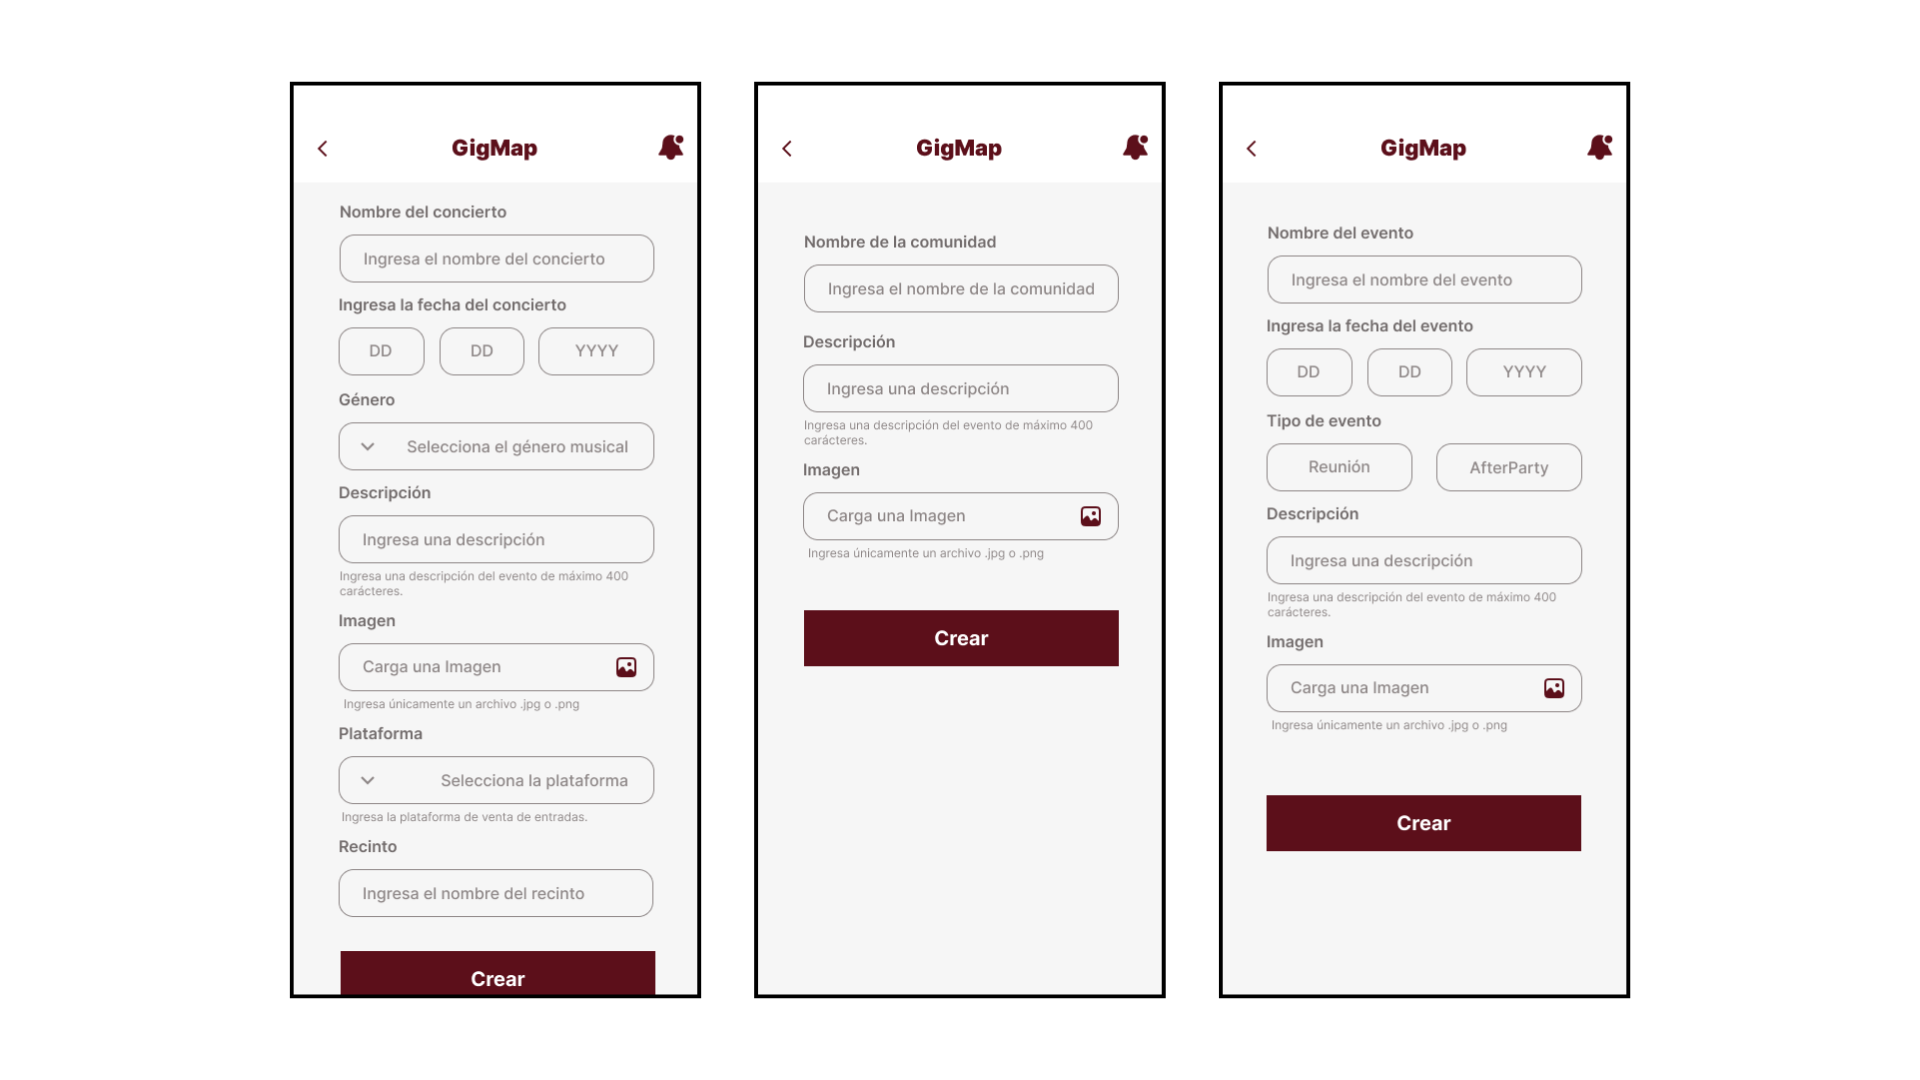 GigMap
Nombre del concierto
Ingresa el nombre del concierto
Ingresa la fecha del concierto
DD DD YYYY
Género
Selecciona el género musical
Descripción
Ingresa una descripción
Ingresa una descripción del evento de máximo 400
carácteres.
Imagen
Carga una Imagen
Ingresa únicamente un archivo .jpg o .png
Plataforma
Selecciona la plataforma
Ingresa la plataforma de venta de entradas.
Recinto
Ingresa el nombre del recinto
Crear
GigMap
Nombre de la comunidad
Ingresa el nombre de la comunidad
Descripción
Ingresa una descripción
Ingresa una descripción del evento de máximo 400
carácteres.
Imagen
Carga una Imagen
Ingresa únicamente un archivo .jpg o .png
Crear
GigMap
Nombre del evento
Ingresa el nombre del evento
Ingresa la fecha del evento
DD DD YYYY
Tipo de evento
Reunión AfterParty
Descripción
Ingresa una descripción
Ingresa una descripción del evento de máximo 400
carácteres.
Imagen
Carga una Imagen
Ingresa únicamente un archivo .jpg o .png
Crear